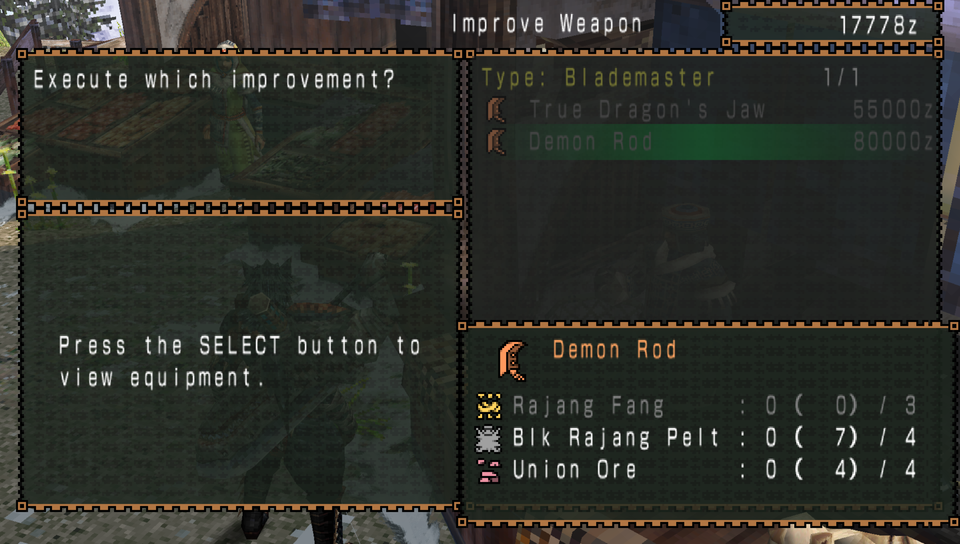 Improve Weapon
17778z
Execute which improvement?
Type: Blademaster 1/1
True Dragon's Jaw 55000z
Demon Rod 80000z
Press the SELECT button to
view equipment.
Demon Rod
Rajang Fang : 0 ( 0) / 3
Blk Rajang Pelt : 0 ( 7) / 4
Union Ore : 0 ( 4) / 4